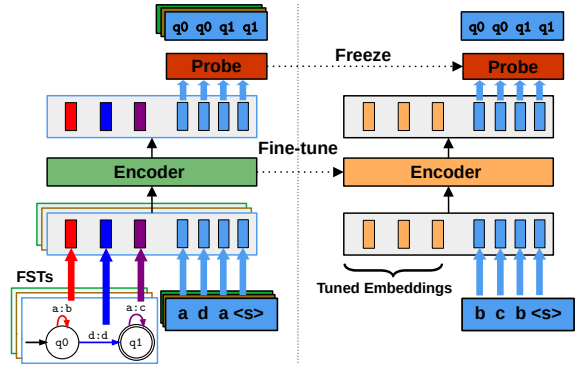 q0 q0 q1 q1
Probe
Encoder
FSTs
a:b
a:c
d:d
q0
q1
a d a <s>
Freeze
Fine-tune
q0 q0 q1 q1
Probe
Encoder
Tuned Embeddings
b c b <s>